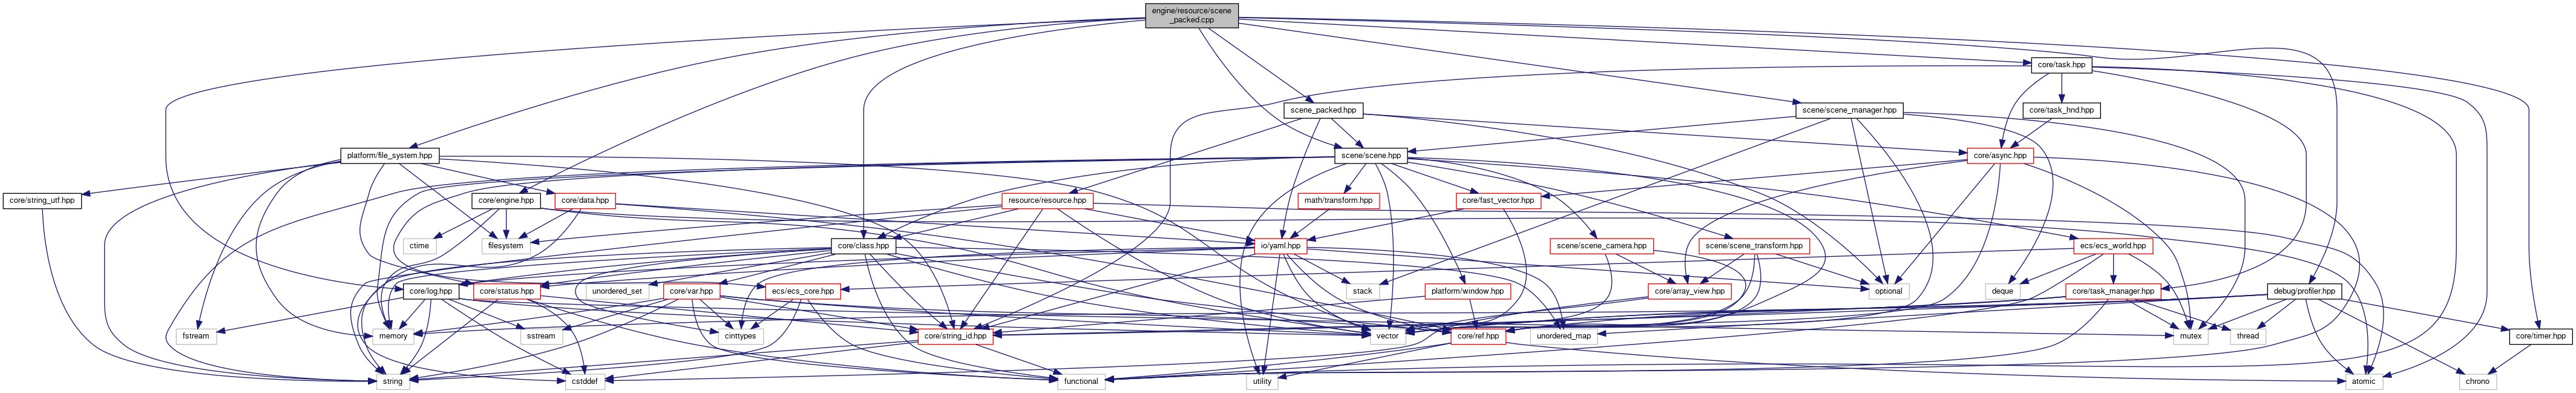 engine/resource/scene
_packed.cpp
core/task.hpp
scene_packed.hpp
scene/scene_manager.hpp
core/task_hnd.hpp
platform/file_system.hpp
scene/scene.hpp
core/async.hpp
core/string_utf.hpp
core/engine.hpp
core/data.hpp
resource/resource.hpp
math/transform.hpp
core/fast_vector.hpp
ctime
filesystem
core/class.hpp
io/yaml.hpp
scene/scene_camera.hpp
scene/scene_transform.hpp
ecs/ecs_world.hpp
core/log.hpp
core/status.hpp
unordered_set
core/var.hpp
ecs/ecs_core.hpp
stack
platform/window.hpp
core/array_view.hpp
optional
deque
core/task_manager.hpp
debug/profiler.hpp
fstream
memory
sstream
cinttypes
core/string_id.hpp
vector
core/ref.hpp
unordered_map
mutex
thread
core/timer.hpp
string
cstddef
functional
utility
atomic
chrono